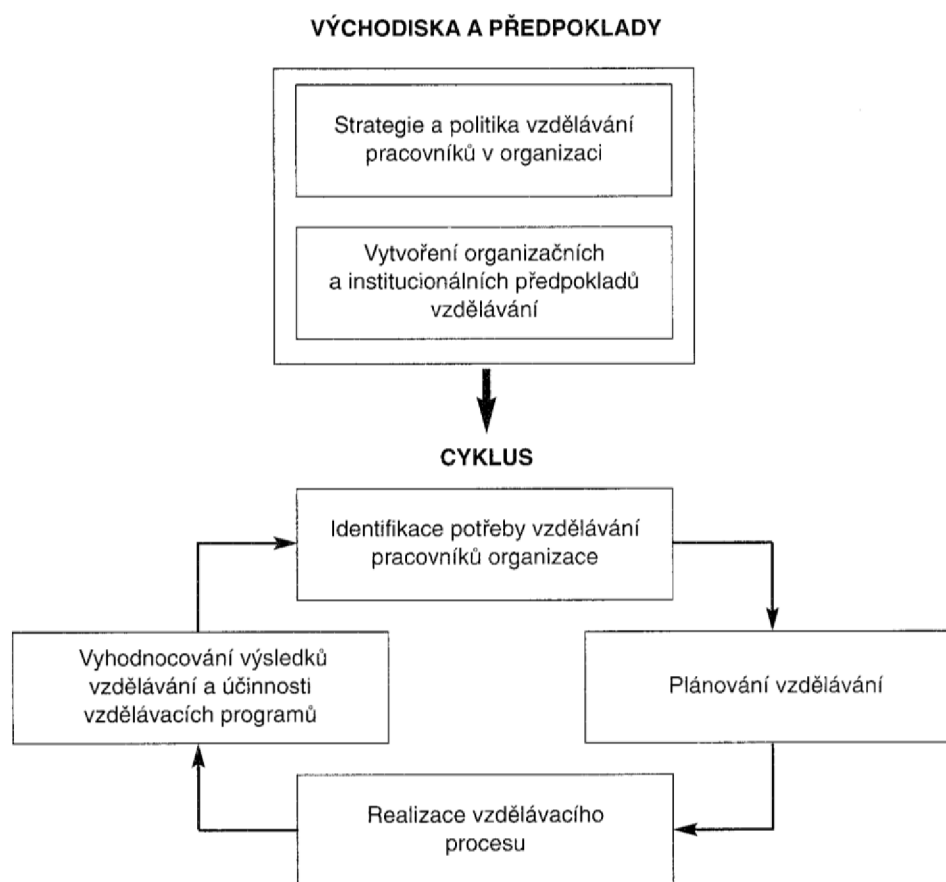 VÝCHODISKA A PŘEDPOKLADY
Strategie a politika vzdělávání
pracovníků v organizaci
Vytvoření organizačních
a institucionálních předpokladů
vzdělávání
CYKLUS
Identifikace potřeby vzdělávání
pracovníků organizace
Vyhodnocování výsledků
vzdělávání a účinnosti
vzdělávacích programů
Plánování vzdělávání
Realizace vzdělávacího
procesu